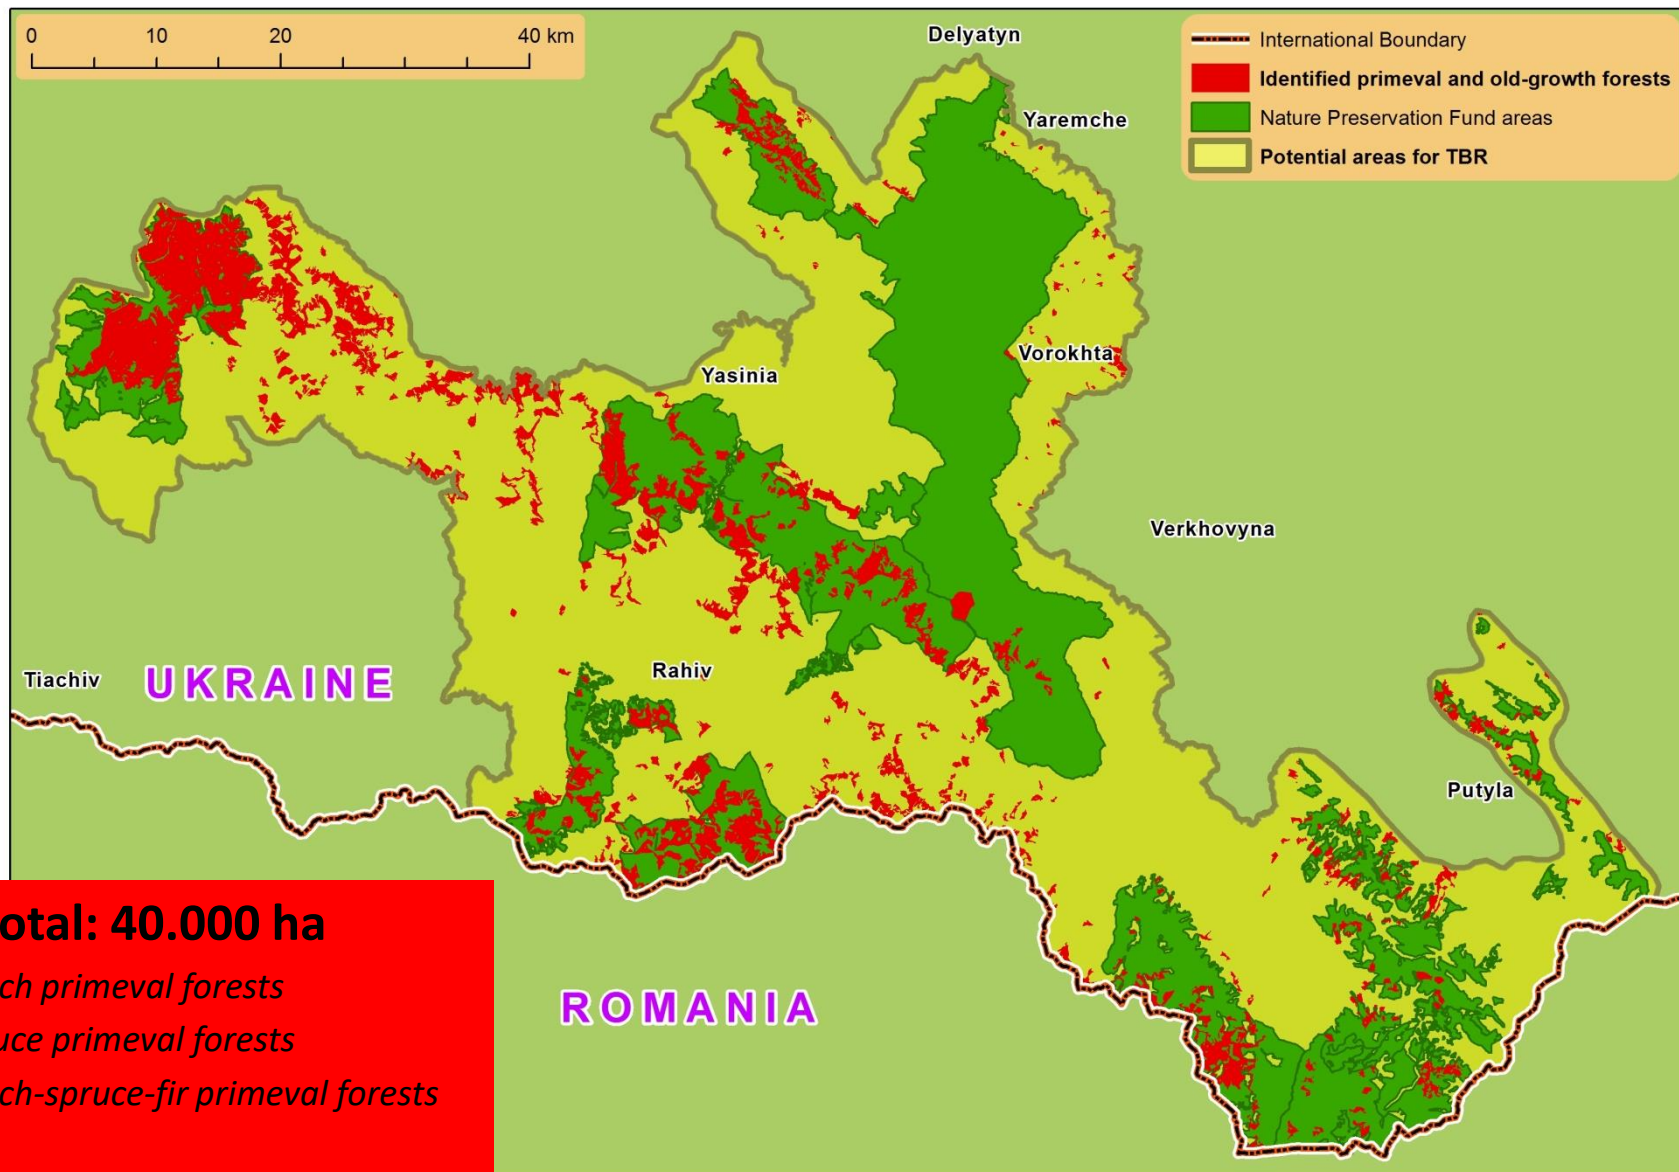 0 10 20 40 km
Delyatyn
International Boundary
Identified primeval and old-growth forests
Nature Preservation Fund areas
Potential areas for TBR
Yaremche
Vorokhta
Yasinia
Verkhovyna
Tiachiv
UKRAINE
Rahiv
Putyla
otal: 40.000 ha
ch primeval forests
uce primeval forests
ch-spruce-fir primeval forests
ROMANIA